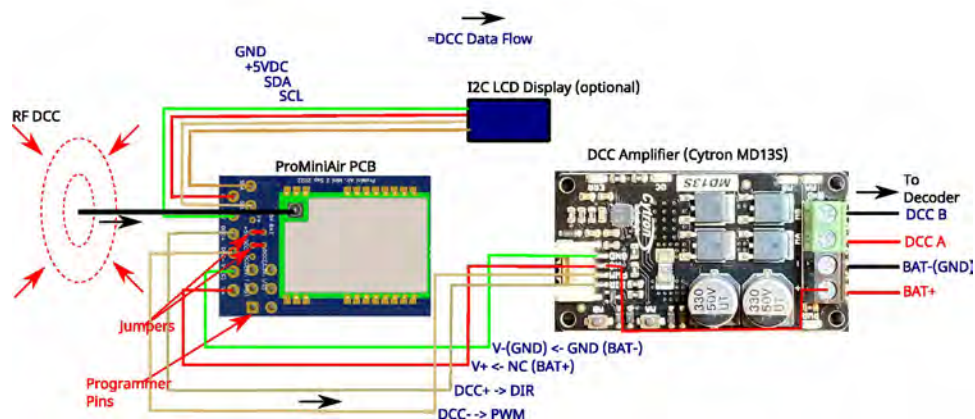 =DCC Data Flow
GND
+5VDC
SDA
SCL
I2C LCD Display (optional)
RF DCC
ProMiniAir PCB
DCC Amplifier (Cytron MD13S)
MD13S
Cytron
To
Decoder
DCC B
DCC A
BAT-(GND)
BAT+
330
50V
UT
330
50V
UT
Jumpers
Programmer
Pins
V-(GND) <- GND (BAT-)
V+ <- NC (BAT+)
DCC+ -> DIR
DCC- -> PWM